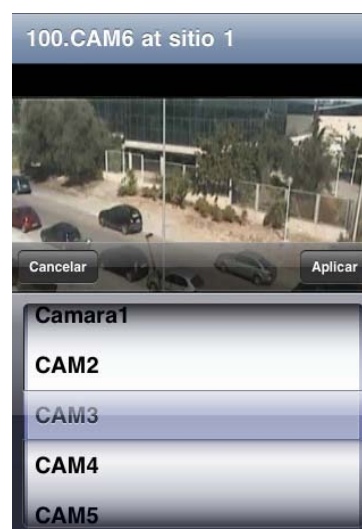 100.CAM6 at sitio 1
Cancelar
Aplicar
Camara1
CAM2
CAM3
CAM4
CAM5